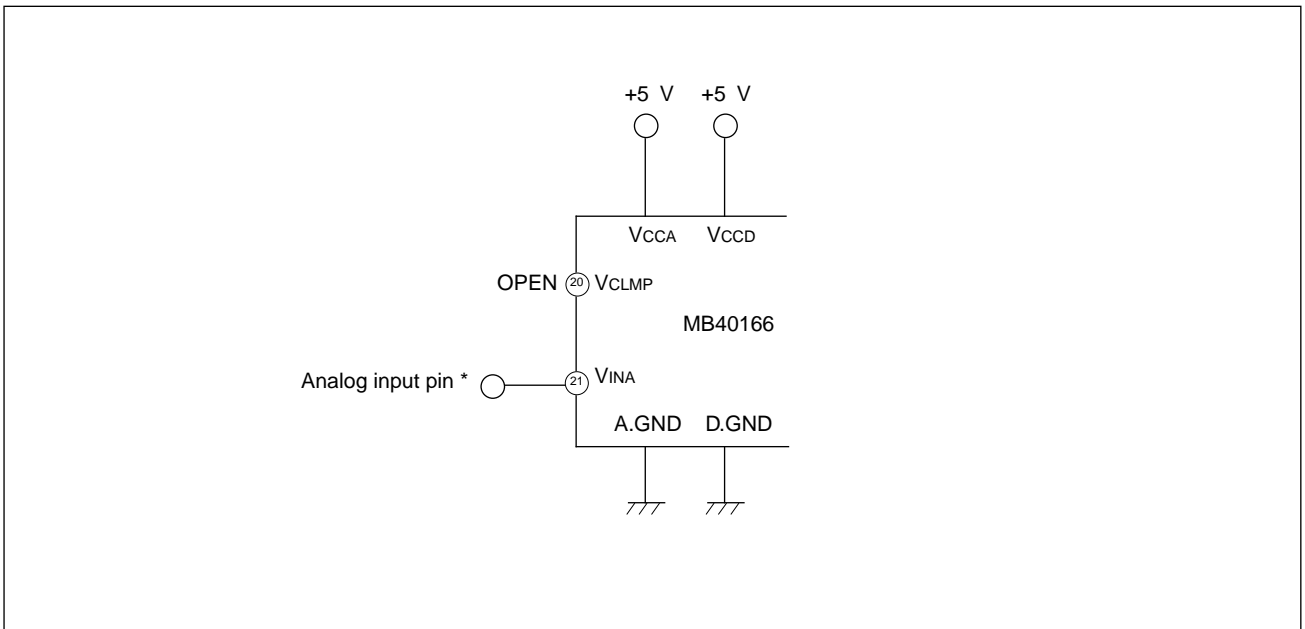 +5 V +5 V
VCCA VCCD
OPEN 20 VCLMP
MB40166
Analog input pin * 21 VINA
A.GND D.GND